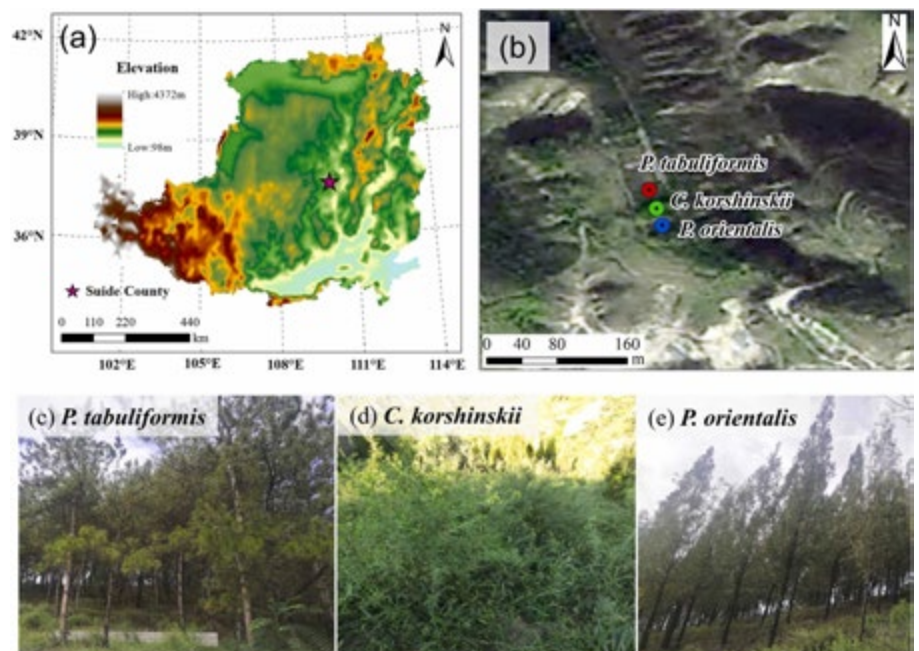 (a)
N
42°N
39°N
36°N
Elevation
High:4372m
Low:98m
Suide County
0 110 220 440
km
102°E 105°E 108°E 111°E 114°E
(b)
N
P. tabuliformis
C. korshinskii
P. orientalis
0 40 80 160
m
(c) P. tabuliformis
(d) C. korshinskii
(e) P. orientalis